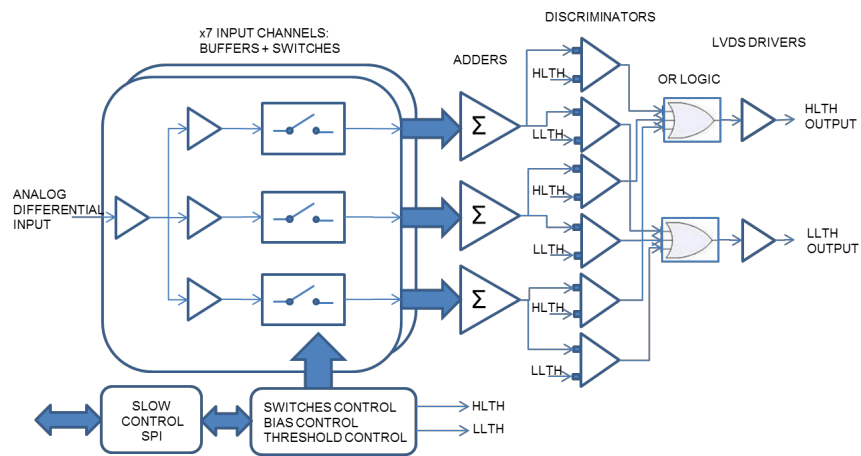 DISCRIMINATORS
x7 INPUT CHANNELS:
BUFFERS + SWITCHES
LVDS DRIVERS
ADDERS
OR LOGIC
HLTH
HLTH
OUTPUT
Σ
LLTH
ANALOG
DIFFERENTIAL
INPUT
HLTH
Σ
LLTH
LLTH
OUTPUT
Σ
HLTH
LLTH
SLOW
CONTROL
SPI
SWITCHES CONTROL
BIAS CONTROL
THRESHOLD CONTROL
HLTH
LLTH